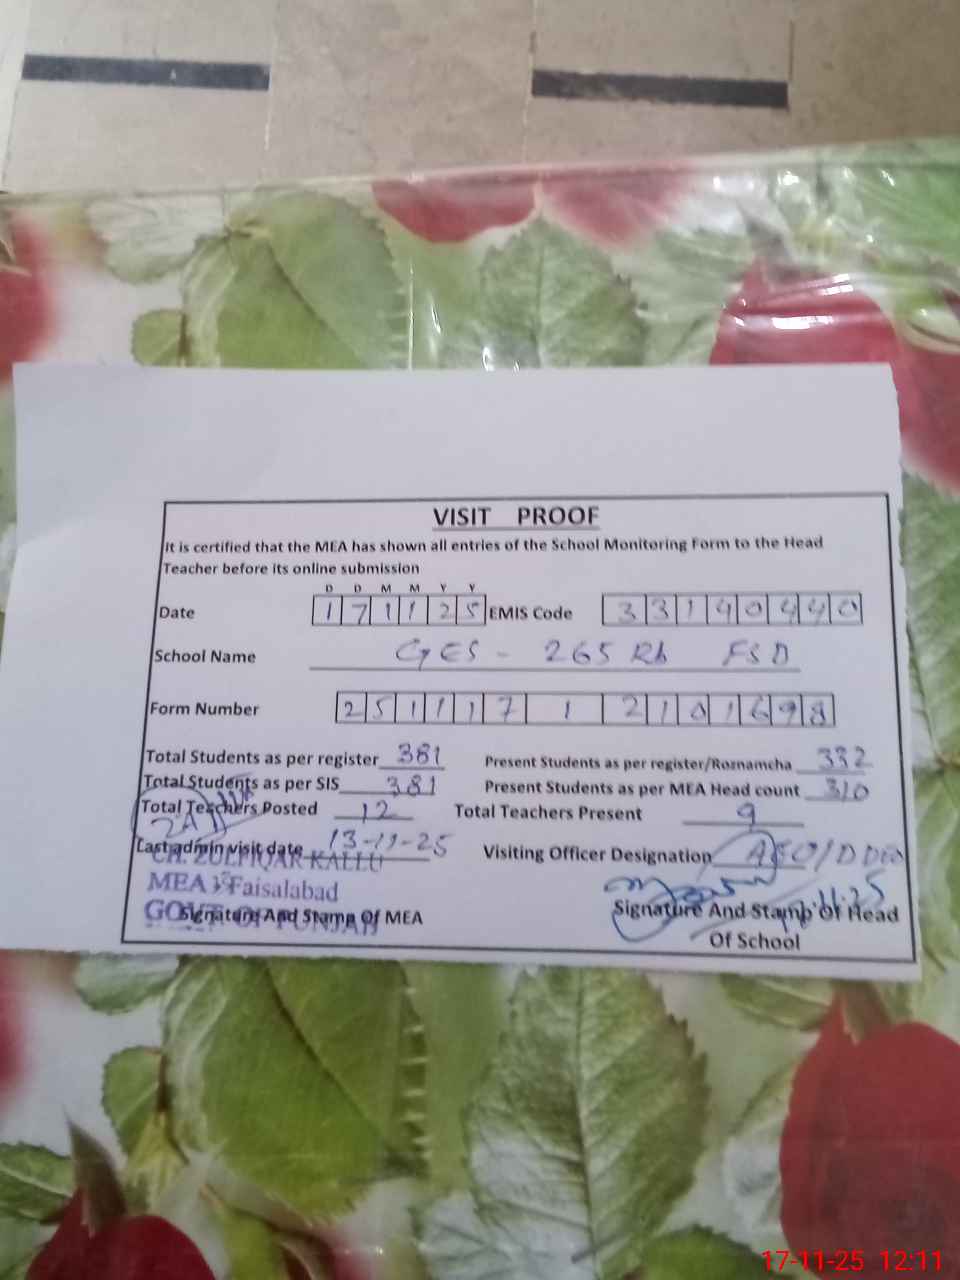 VISIT PROOF
It is certified that the MEA has shown all entries of the School Monitoring Form to the Head
Teacher before its online submission
D D M M Y Y
Date 1 7 1 1 2 5 EMIS Code 3 3 1 4 0 4 4 0
School Name GES - 265 Rb FSD
Form Number 2 5 1 1 1 7 1 2 1 0 1 6 9 8
Total Students as per register 381 Present Students as per register/Roznamcha 332
Total Students as per SIS 381 Present Students as per MEA Head count 310
Total Teachers Posted 12 Total Teachers Present 9
Last admin visit date 13-11-25 Visiting Officer Designation AEO/DDEO
CH. ZULFIQAR KALLU
MEA Faisalabad
GOVT. OF PUNJAB
Signature And Stamp Of MEA Signature And Stamp Of Head
Of School
17-11-25 12:11